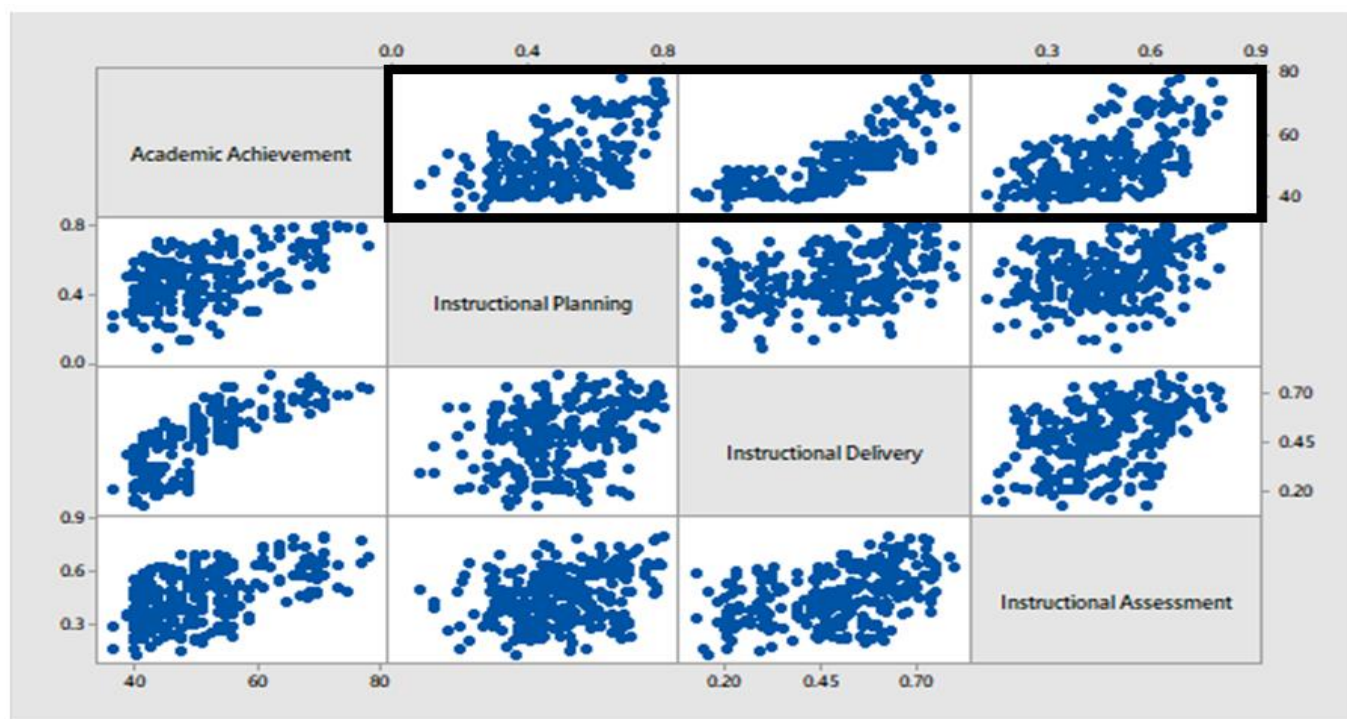 0.0 0.4 0.8 0.3 0.6 0.9
80
Academic Achievement
60
40
0.8
0.4
Instructional Planning
0.0
0.70
Instructional Delivery
0.45
0.20
0.9
0.6
Instructional Assessment
0.3
40 60 80 0.20 0.45 0.70